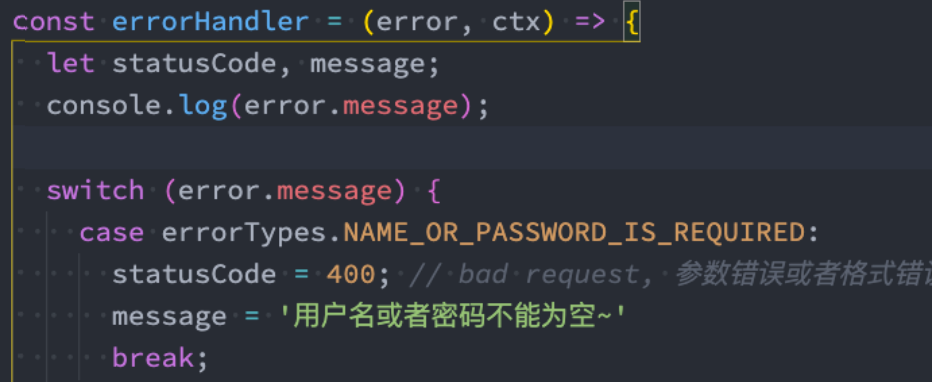 const errorHandler = (error, ctx) => {
let statusCode, message;
console.log(error.message);
switch (error.message) {
case errorTypes.NAME_OR_PASSWORD_IS_REQUIRED:
statusCode = 400; // bad request, 参数错误或者格式错
message = '用户名或者密码不能为空~'
break;